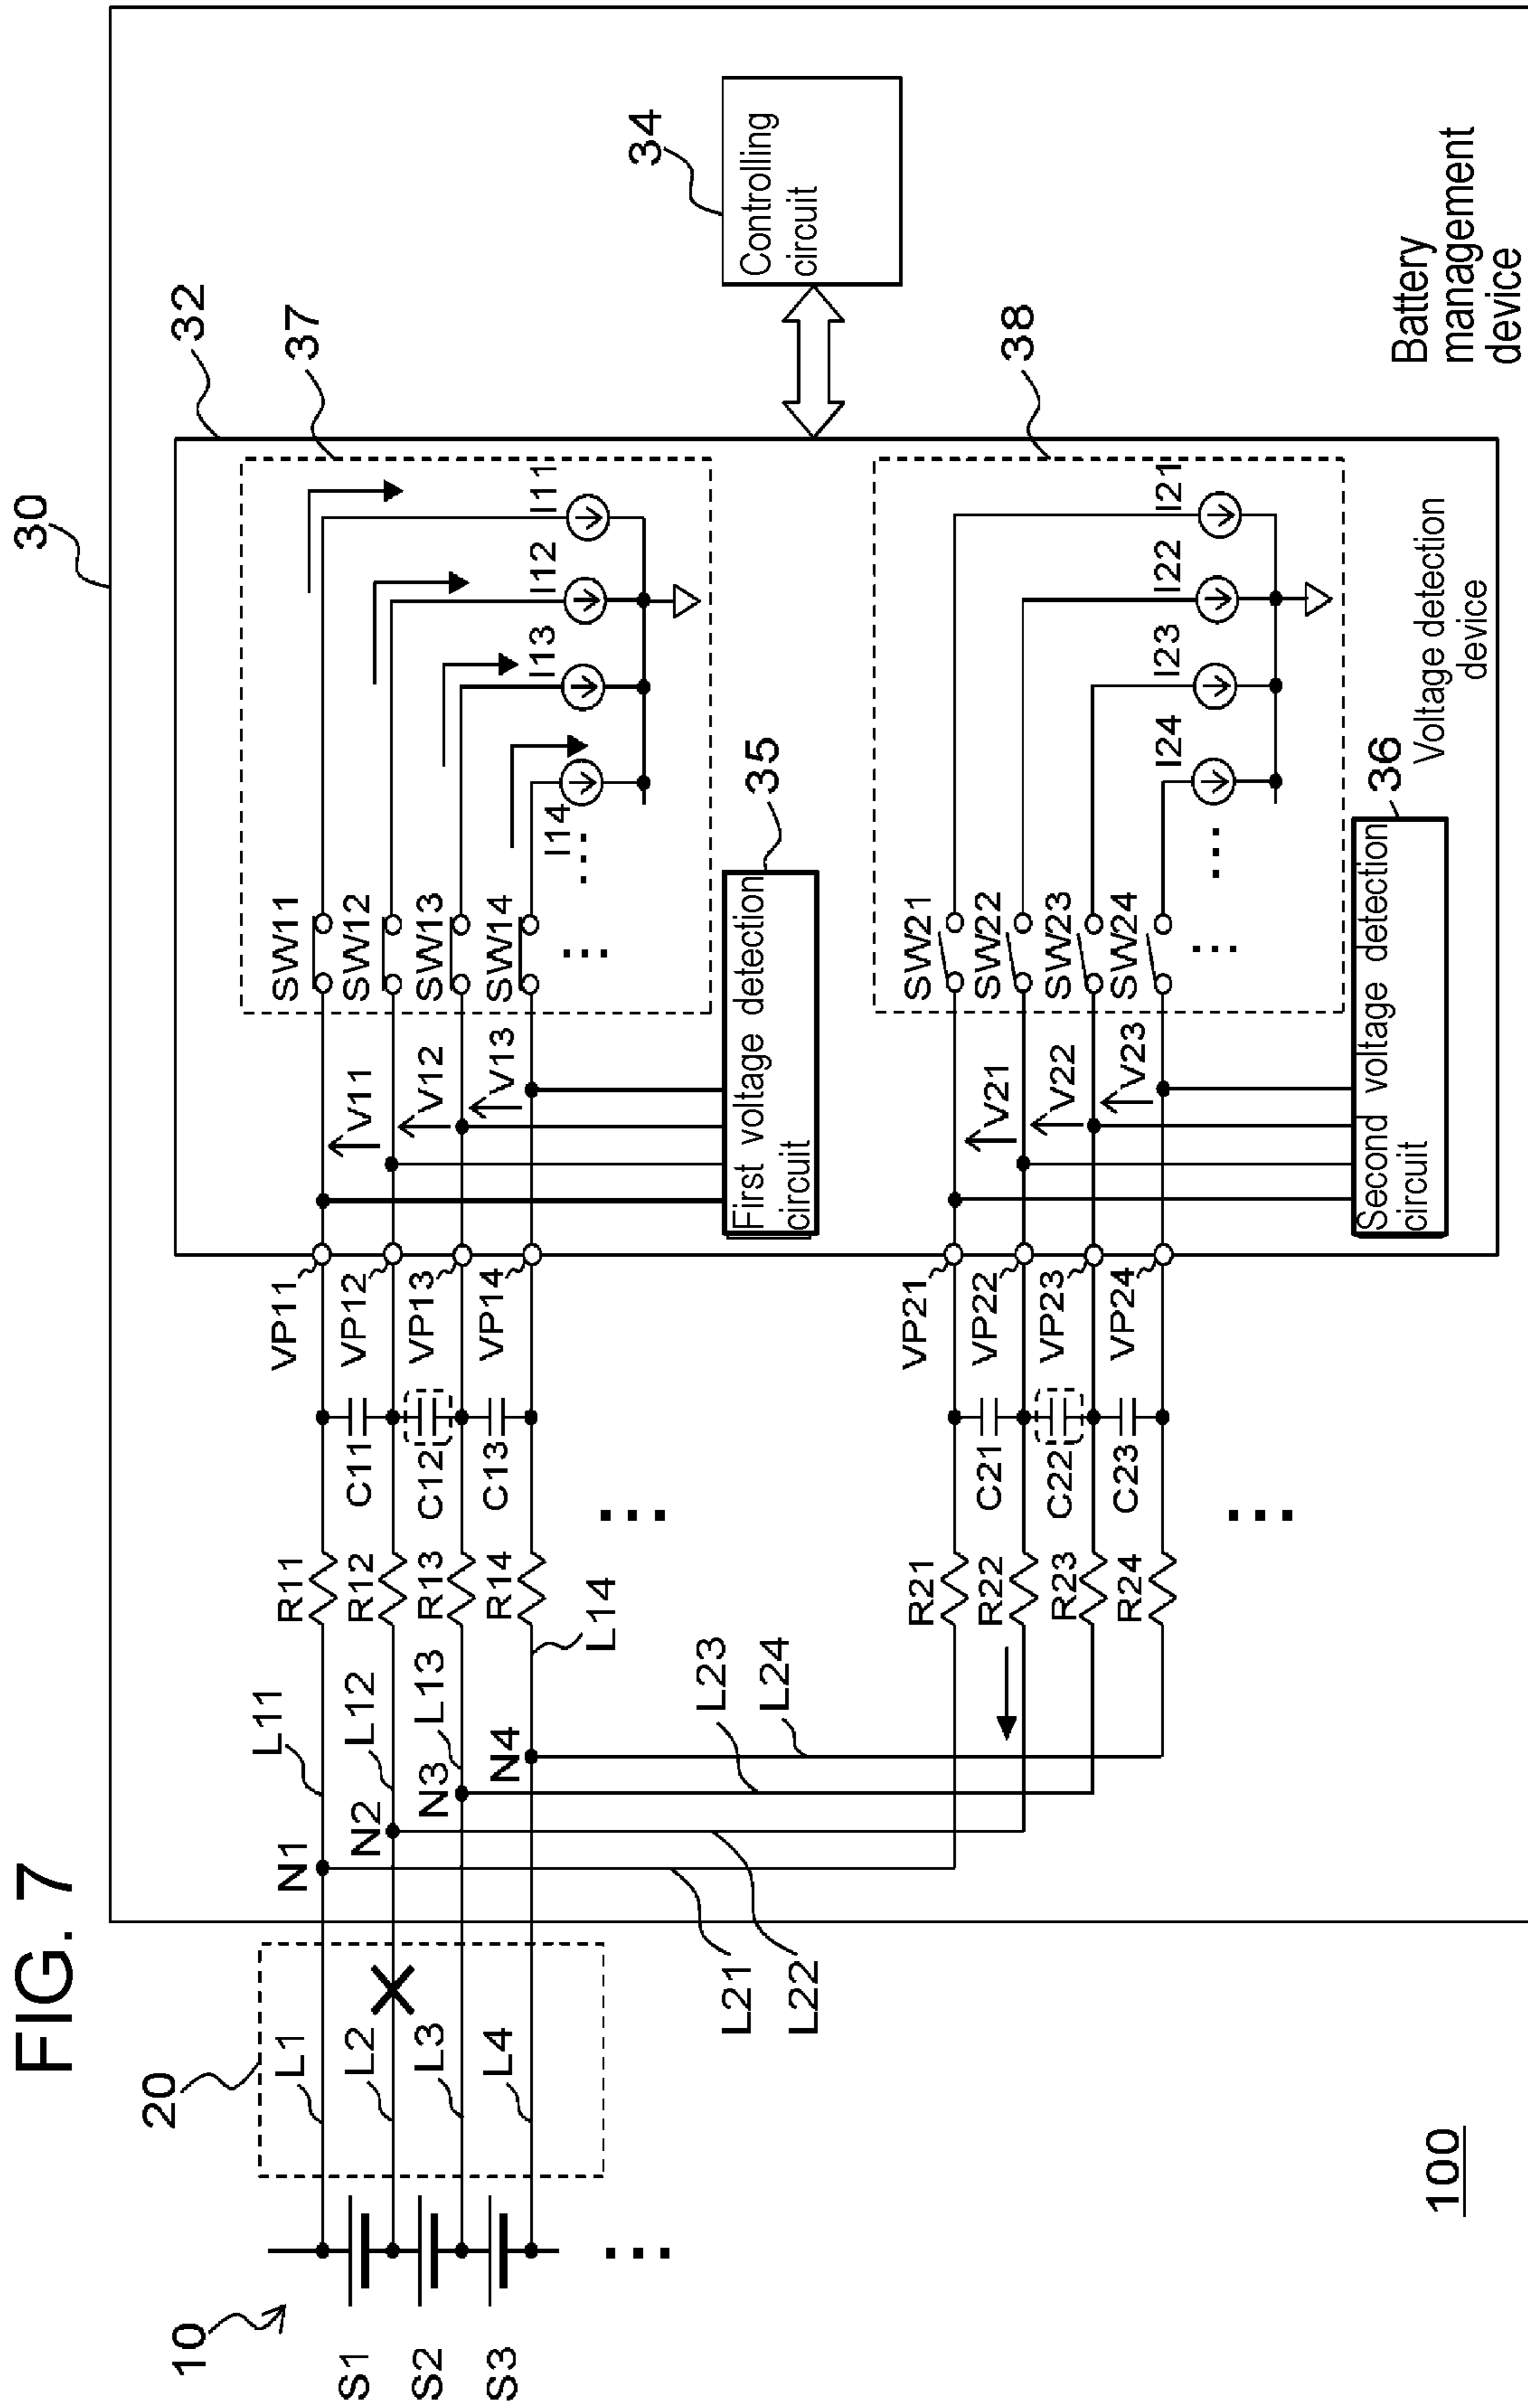 FIG. 7
30
32
37
34
Controlling
circuit
10
20
S1
S2
S3
L1
L2
L3
L4
N1
N2
N3
N4
L11
L12
L13
L14
R11
R12
R13
R14
C11
C12
C13
VP11
VP12
VP13
VP14
V11
V12
V13
SW11
SW12
SW13
SW14
I11
I12
I13
I14
First voltage detection
circuit
35
L21
L22
L23
L24
R21
R22
R23
R24
C21
C22
C23
VP21
VP22
VP23
VP24
V21
V22
V23
SW21
SW22
SW23
SW24
I21
I22
I23
I24
38
Second voltage detection
circuit
36
Voltage detection
device
Battery
management
device
100